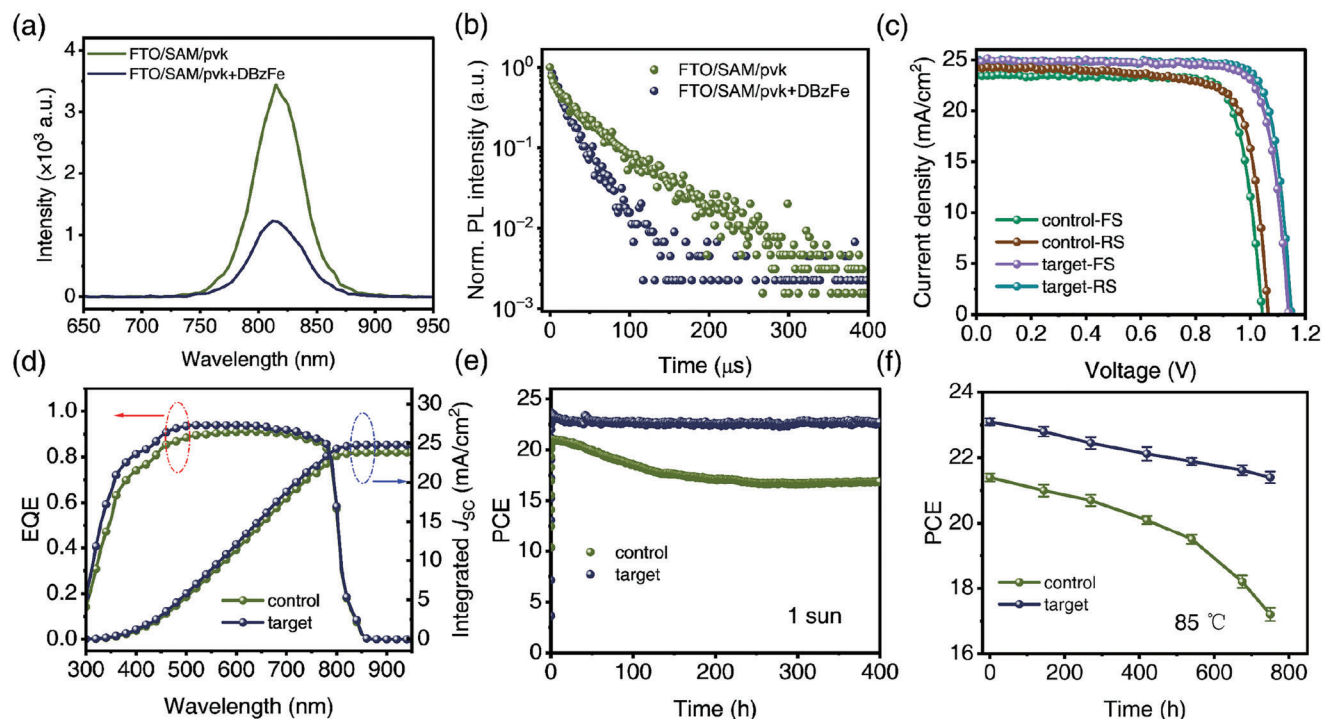 (a)
FTO/SAM/pvk
FTO/SAM/pvk+DBzFe
4
3
2
1
0
Intensity (×10³ a.u.)
650 700 750 800 850 900 950
Wavelength (nm)
(b)
FTO/SAM/pvk
FTO/SAM/pvk+DBzFe
10⁰
10⁻¹
10⁻²
10⁻³
Norm. PL intensity (a.u.)
0 100 200 300 400
Time (μs)
(c)
25
20
15
10
5
0
Current density (mA/cm²)
control-FS
control-RS
target-FS
target-RS
0.0 0.2 0.4 0.6 0.8 1.0 1.2
Voltage (V)
(d)
1.0
0.8
0.6
0.4
0.2
0.0
EQE
30
25
20
15
10
5
0
Integrated JSC (mA/cm²)
control
target
300 400 500 600 700 800 900
Wavelength (nm)
(e)
25
20
15
10
5
0
PCE
control
target
1 sun
0 100 200 300 400
Time (h)
(f)
24
22
20
18
16
PCE
control
target
85 ℃
0 200 400 600 800
Time (h)